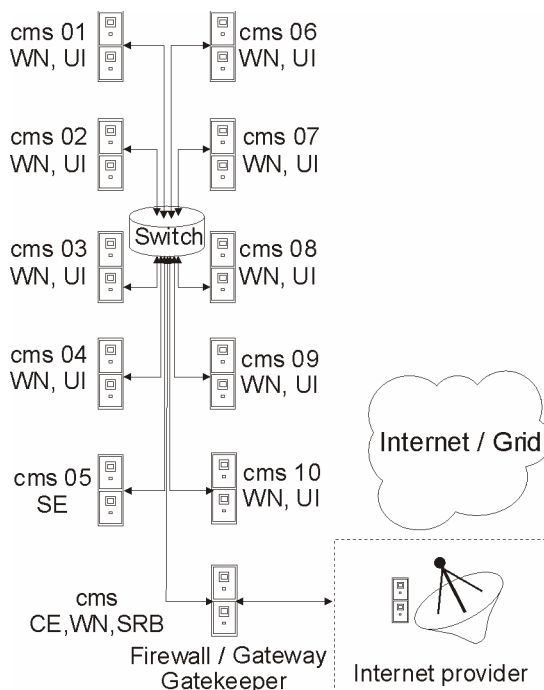 cms 01
WN, UI
cms 06
WN, UI
cms 02
WN, UI
cms 07
WN, UI
Switch
cms 03
WN, UI
cms 08
WN, UI
cms 04
WN, UI
cms 09
WN, UI
Internet / Grid
cms 05
SE
cms 10
WN, UI
cms
CE,WN,SRB
Firewall / Gateway
Gatekeeper
Internet provider